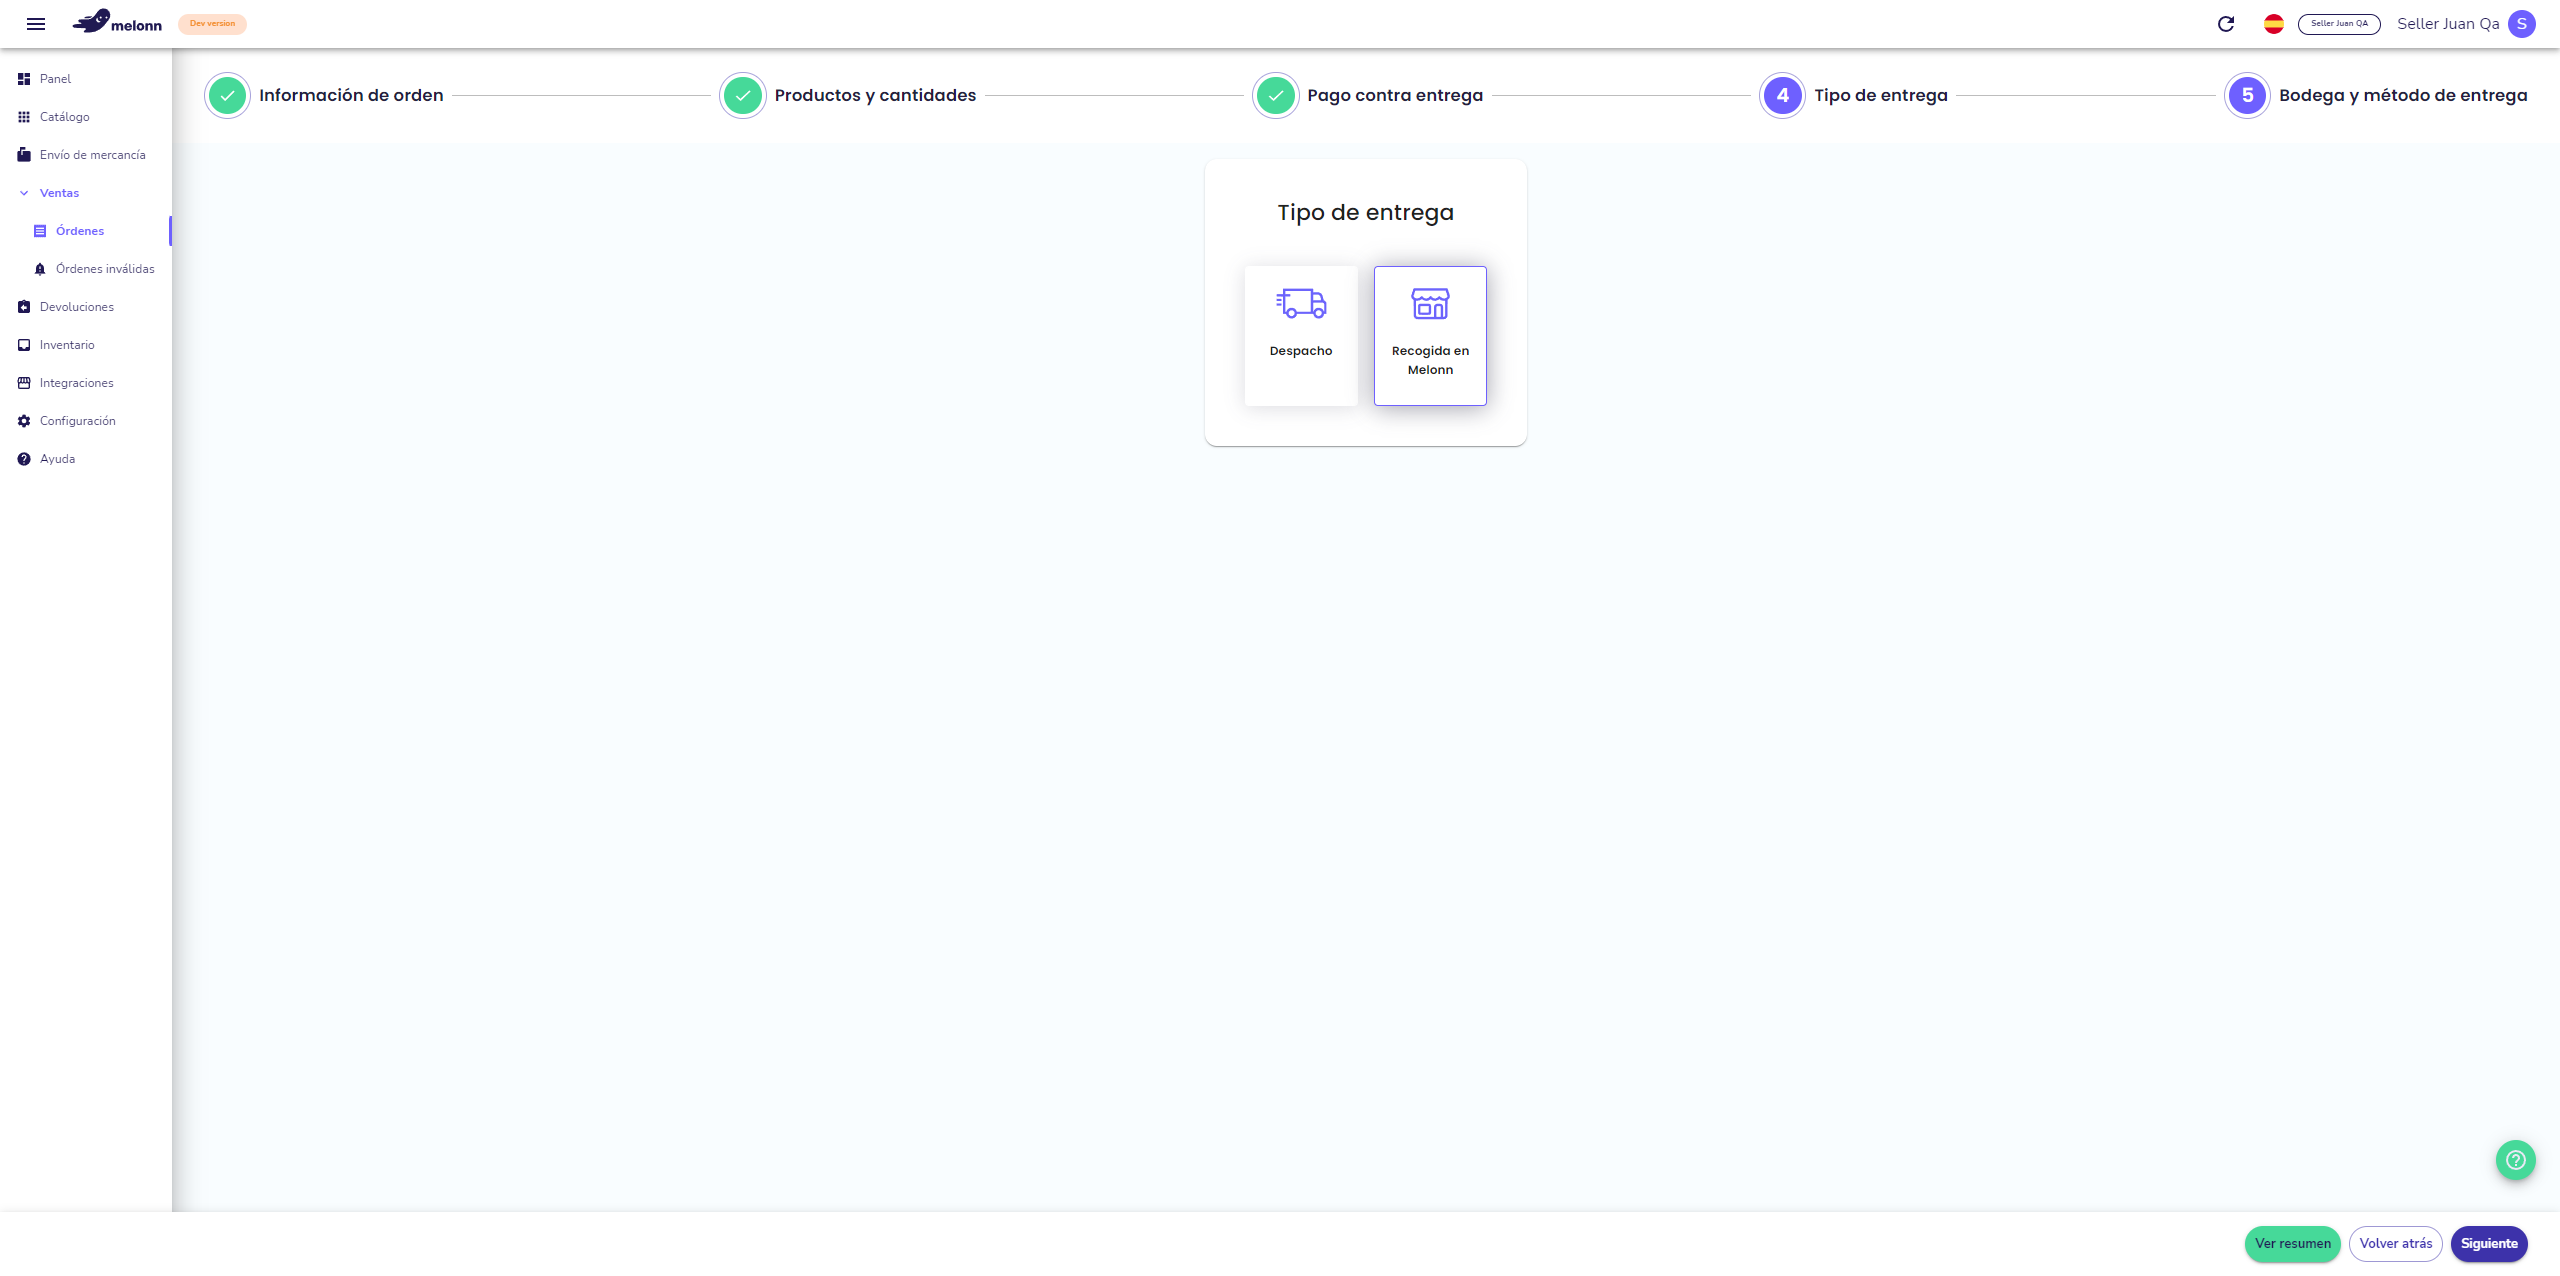 melonn
Dev version
Seller Juan QA
Seller Juan Qa
S
Panel
Catálogo
Envío de mercancía
Ventas
Órdenes
Órdenes inválidas
Devoluciones
Inventario
Integraciones
Configuración
Ayuda
Información de orden
Productos y cantidades
Pago contra entrega
4 Tipo de entrega
5 Bodega y método de entrega
Tipo de entrega
Despacho
Recogida en
Melonn
Ver resumen
Volver atrás
Siguiente